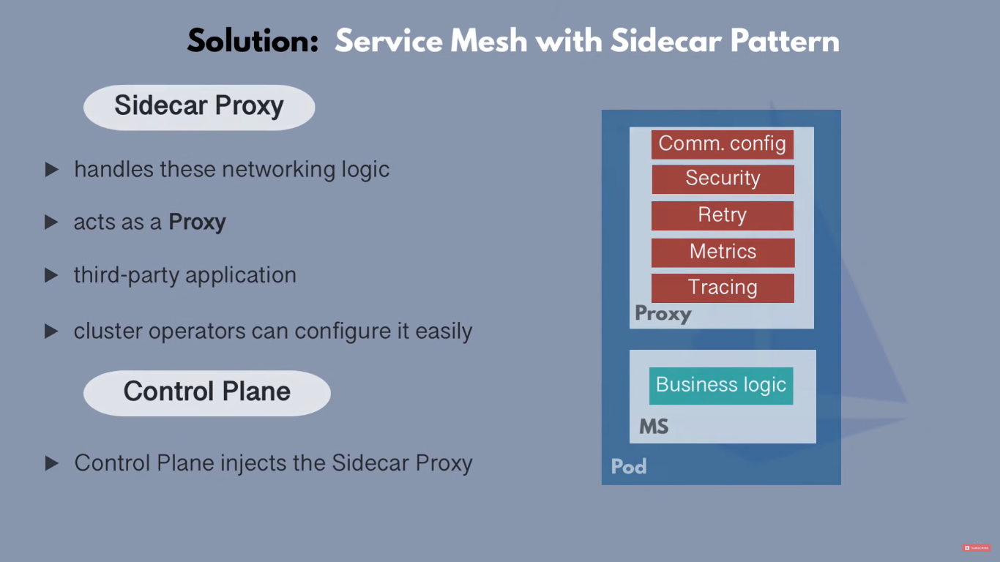 Solution: Service Mesh with Sidecar Pattern
Sidecar Proxy
handles these networking logic
acts as a Proxy
third-party application
cluster operators can configure it easily
Control Plane
Control Plane injects the Sidecar Proxy
Comm. config
Security
Retry
Metrics
Tracing
Proxy
Business logic
MS
Pod
SUBSCRIBE